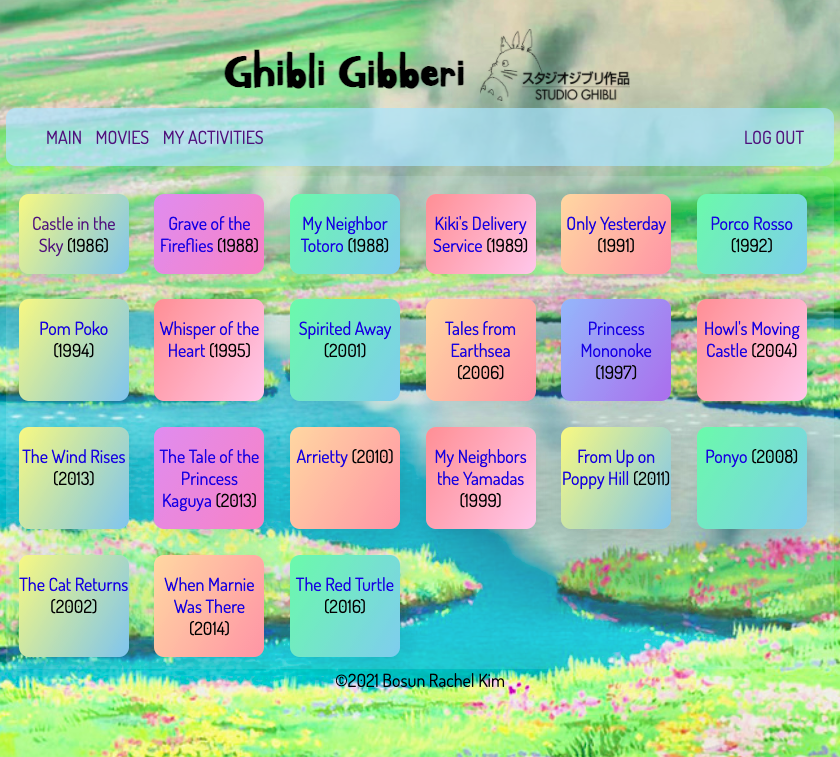 Ghibli Gibberi
スタジオジブリ作品
STUDIO GHIBLI
MAIN MOVIES MY ACTIVITIES LOG OUT
Castle in the
Sky (1986)
Grave of the
Fireflies (1988)
My Neighbor
Totoro (1988)
Kiki's Delivery
Service (1989)
Only Yesterday
(1991)
Porco Rosso
(1992)
Pom Poko
(1994)
Whisper of the
Heart (1995)
Spirited Away
(2001)
Tales from
Earthsea
(2006)
Princess
Mononoke
(1997)
Howl's Moving
Castle (2004)
The Wind Rises
(2013)
The Tale of the
Princess
Kaguya (2013)
Arrietty (2010)
My Neighbors
the Yamadas
(1999)
From Up on
Poppy Hill (2011)
Ponyo (2008)
The Cat Returns
(2002)
When Marnie
Was There
(2014)
The Red Turtle
(2016)
©2021 Bosun Rachel Kim